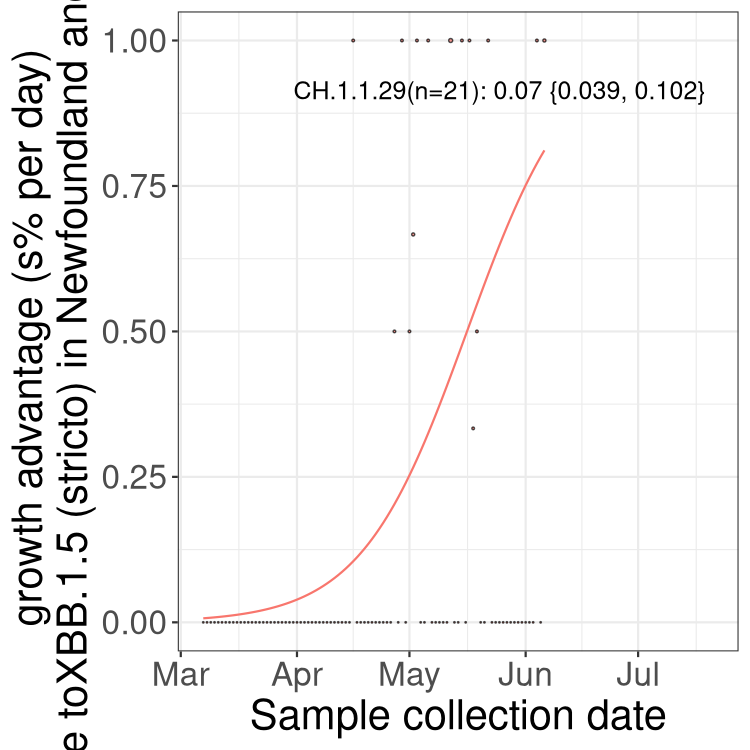 growth advantage (s% per day)
toXBB.1.5 (stricto) in Newfoundland
1.00
0.75
0.50
0.25
0.00
CH.1.1.29(n=21): 0.07 {0.039, 0.102}
Mar Apr May Jun Jul
Sample collection date